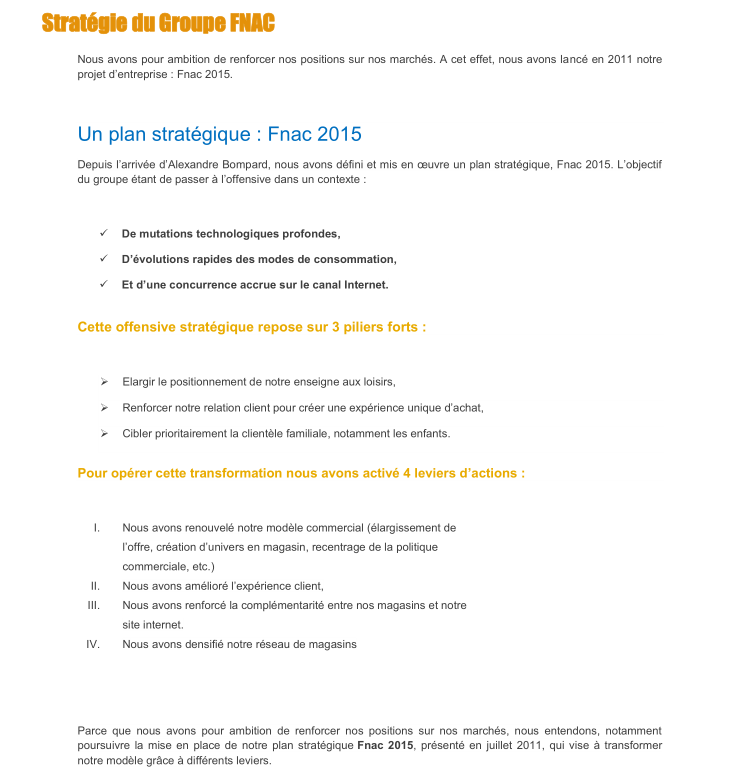 Stratégie du Groupe FNAC
Nous avons pour ambition de renforcer nos positions sur nos marchés. A cet effet, nous avons lancé en 2011 notre
projet d'entreprise : Fnac 2015.
Un plan stratégique : Fnac 2015
Depuis l'arrivée d'Alexandre Bompard, nous avons défini et mis en œuvre un plan stratégique, Fnac 2015. L'objectif
du groupe étant de passer à l'offensive dans un contexte :
✓ De mutations technologiques profondes,
✓ D'évolutions rapides des modes de consommation,
✓ Et d'une concurrence accrue sur le canal Internet.
Cette offensive stratégique repose sur 3 piliers forts :
➢ Elargir le positionnement de notre enseigne aux loisirs,
➢ Renforcer notre relation client pour créer une expérience unique d'achat,
➢ Cibler prioritairement la clientèle familiale, notamment les enfants.
Pour opérer cette transformation nous avons activé 4 leviers d'actions :
I. Nous avons renouvelé notre modèle commercial (élargissement de
l'offre, création d'univers en magasin, recentrage de la politique
commerciale, etc.)
II. Nous avons amélioré l'expérience client,
III. Nous avons renforcé la complémentarité entre nos magasins et notre
site internet.
IV. Nous avons densifié notre réseau de magasins
Parce que nous avons pour ambition de renforcer nos positions sur nos marchés, nous entendons, notamment
poursuivre la mise en place de notre plan stratégique Fnac 2015, présenté en juillet 2011, qui vise à transformer
notre modèle grâce à différents leviers.